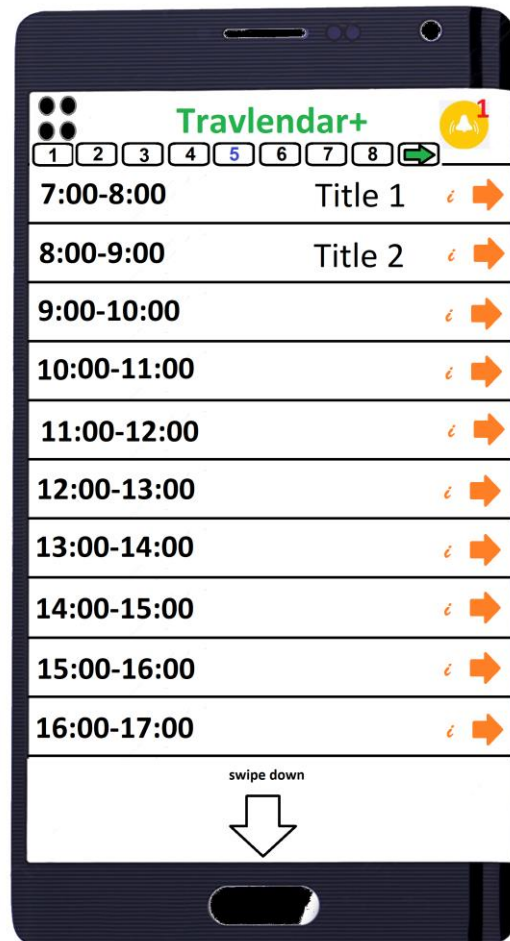 Travlendar+ 1
1 2 3 4 5 6 7 8
7:00-8:00 Title 1 i
8:00-9:00 Title 2 i
9:00-10:00 i
10:00-11:00 i
11:00-12:00 i
12:00-13:00 i
13:00-14:00 i
14:00-15:00 i
15:00-16:00 i
16:00-17:00 i
swipe down